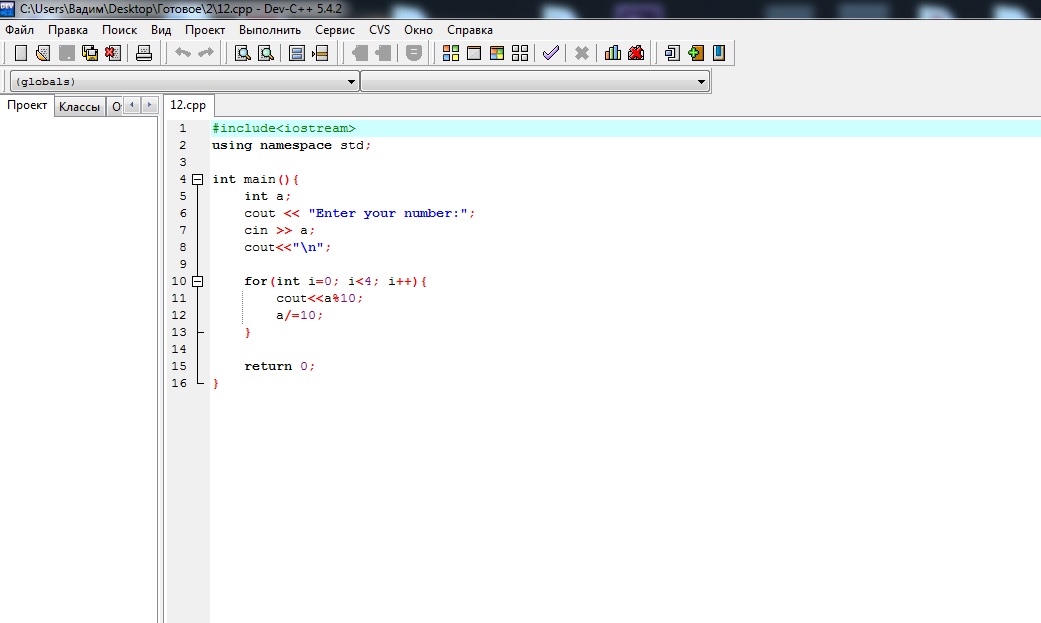 C:\Users\Вадим\Desktop\Готовое\2\12.cpp - Dev-C++ 5.4.2
Файл Правка Поиск Вид Проект Выполнить Сервис CVS Окно Справка
(globals)
Проект Классы О 12.cpp
1 #include<iostream>
2 using namespace std;
3
4 int main(){
5 int a;
6 cout << "Enter your number:";
7 cin >> a;
8 cout<<"\n";
9
10 for(int i=0; i<4; i++){
11 cout<<a%10;
12 a/=10;
13 }
14
15 return 0;
16 }